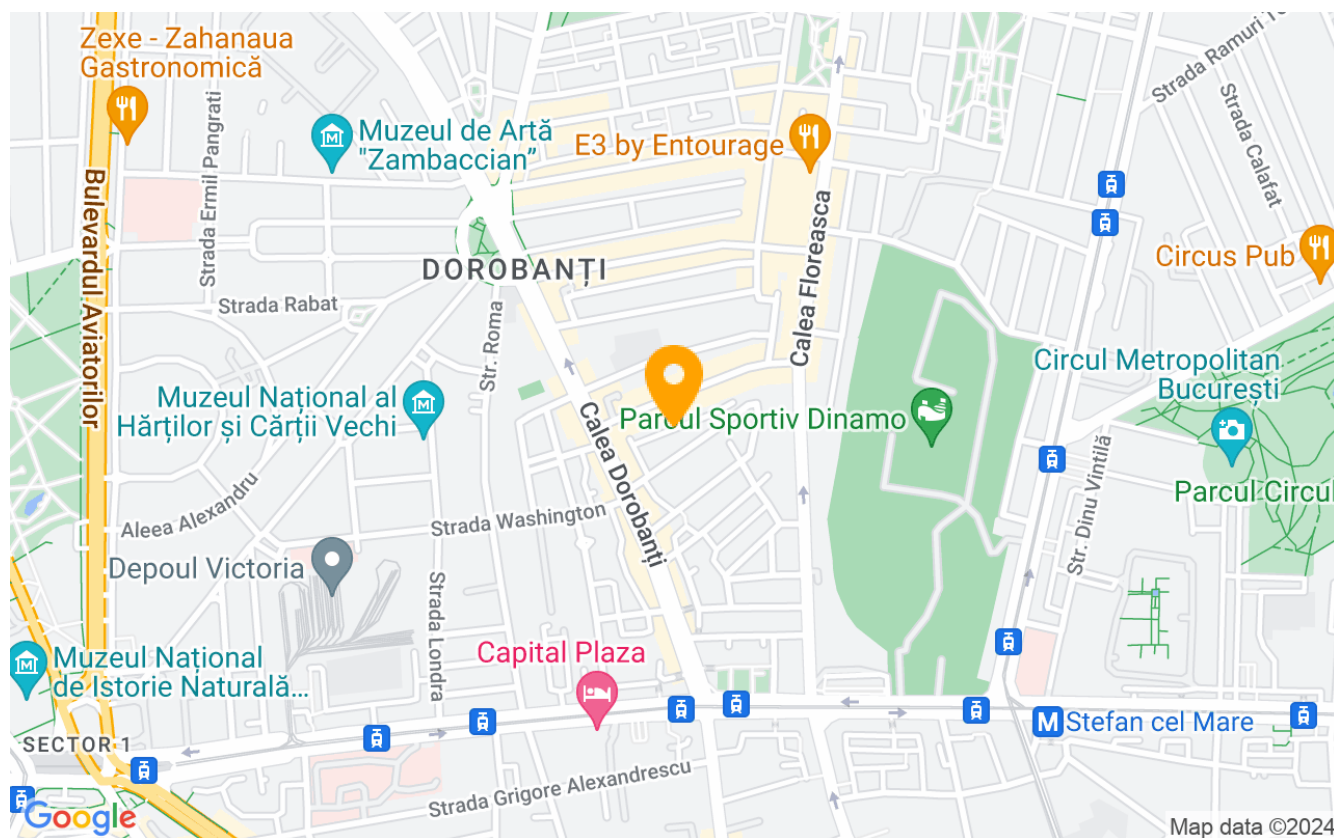 Zexe - Zahanaua
Gastronomică
Strada Ermil Pangrati
Muzeul de Artă
"Zambaccian”
E3 by Entourage
Strada Ramuri
Strada Calafat
Bulevardul Aviatorilor
DOROBANȚI
Calea Floreasca
Circus Pub
Strada Rabat
Str. Roma
Muzeul Național al
Hărților și Cărții Vechi
Calea Dorobanți
Parcul Sportiv Dinamo
Circul Metropolitan
București
Parcul Circul
Str. Dinu Vintilă
Aleea Alexandru
Strada Washington
Depoul Victoria
Strada Londra
Capital Plaza
Muzeul Național
de Istorie Naturală...
SECTOR 1
M Stefan cel Mare
Strada Grigore Alexandrescu
Google
Map data ©2024